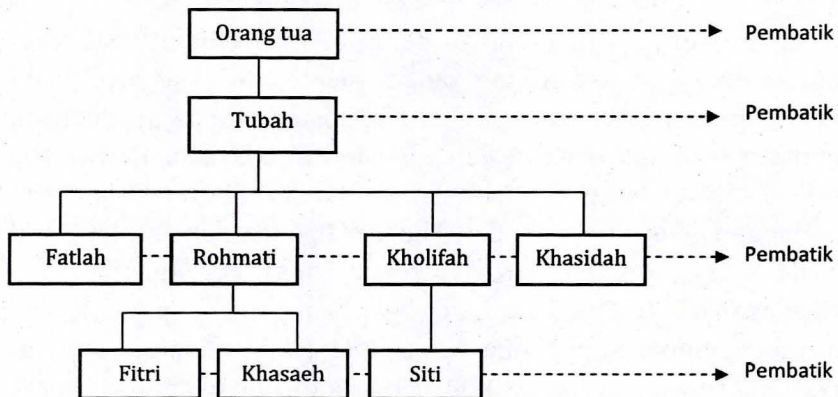 Orang tua Pembatik
Tubah Pembatik
Fatlah Rohmati Kholifah Khasidah Pembatik
Fitri Khasaeh Siti Pembatik